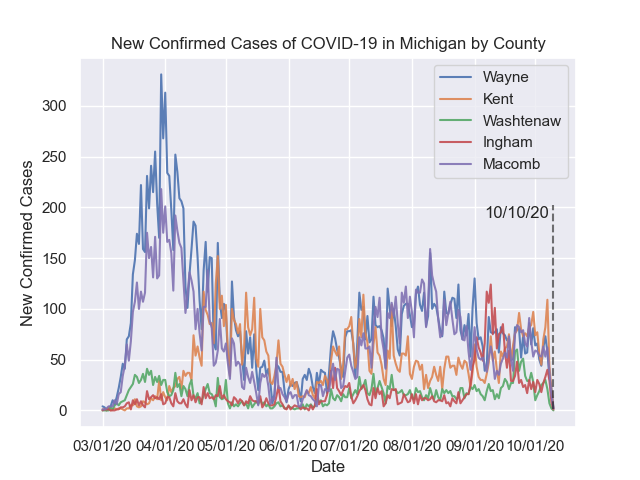 New Confirmed Cases of COVID-19 in Michigan by County
Wayne
Kent
Washtenaw
Ingham
Macomb
10/10/20
New Confirmed Cases
300
250
200
150
100
50
0
03/01/20 04/01/20 05/01/20 06/01/20 07/01/20 08/01/20 09/01/20 10/01/20
Date